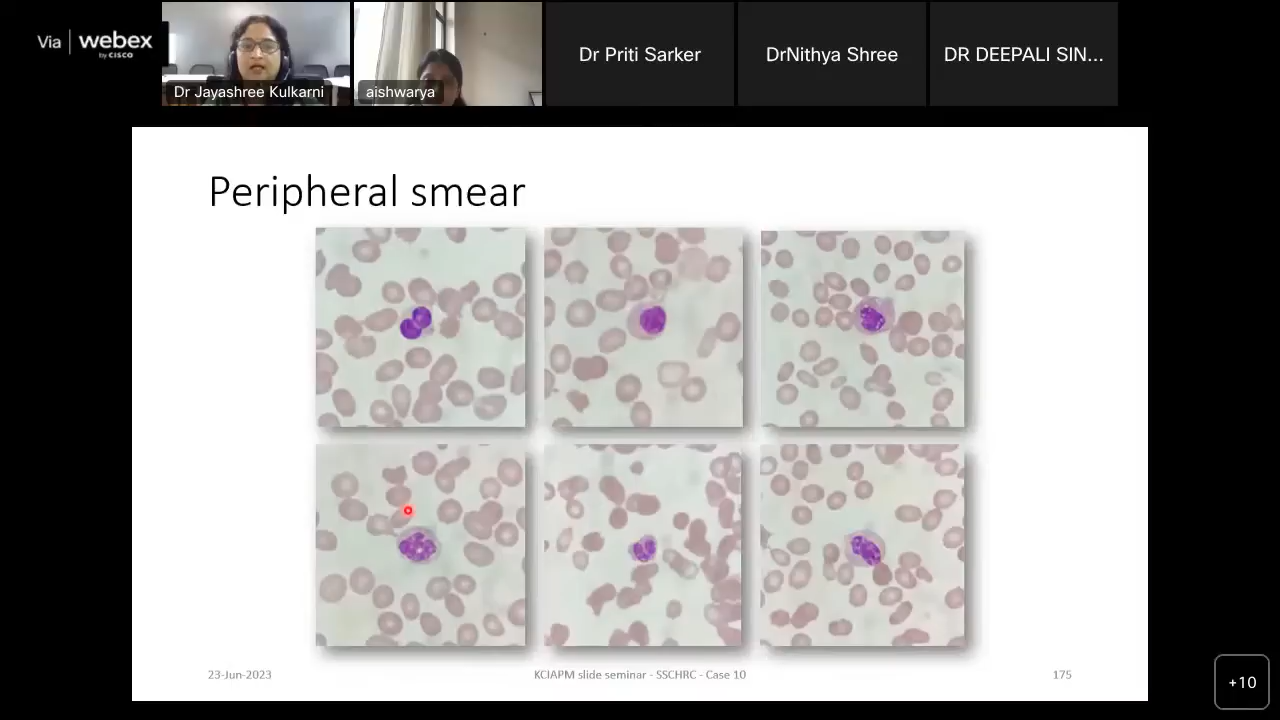 Via | webex
by CISCO
Dr Jayashree Kulkarni
aishwarya
Dr Priti Sarker
DrNithya Shree
DR DEEPALI SIN...
Peripheral smear
23-Jun-2023
KCIAPM slide seminar - SSCHRC - Case 10
175
+10